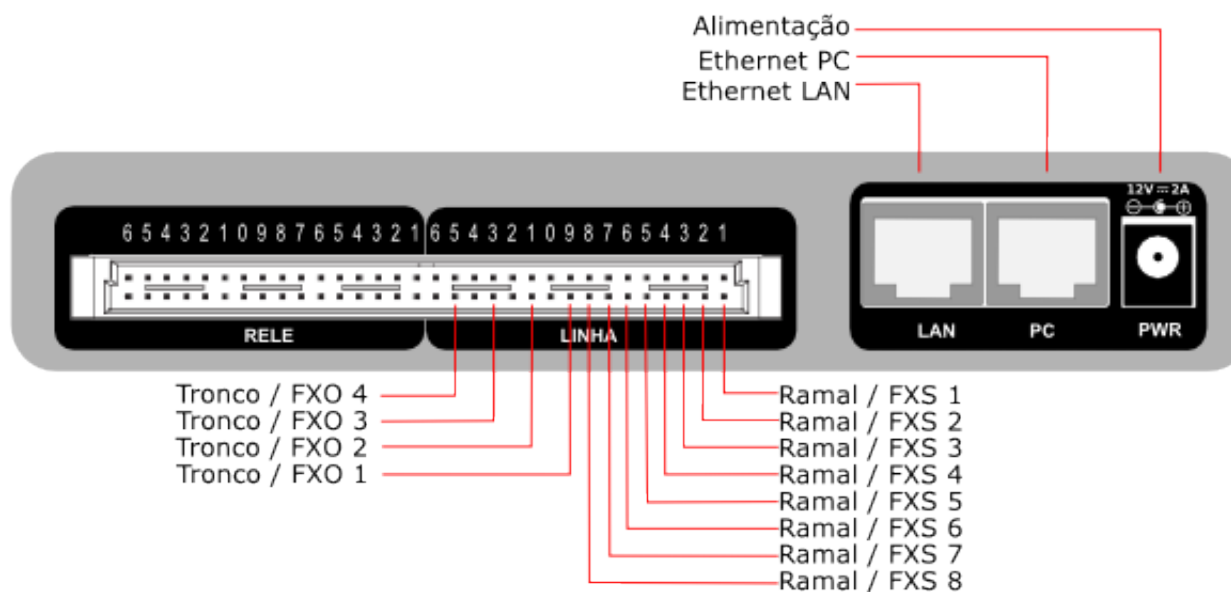 Alimentação
Ethernet PC
Ethernet LAN
12V 2A
6 5 4 3 2 1 0 9 8 7 6 5 4 3 2 1 6 5 4 3 2 1 0 9 8 7 6 5 4 3 2 1
RELE LINHA
LAN PC PWR
Tronco / FXO 4
Tronco / FXO 3
Tronco / FXO 2
Tronco / FXO 1
Ramal / FXS 1
Ramal / FXS 2
Ramal / FXS 3
Ramal / FXS 4
Ramal / FXS 5
Ramal / FXS 6
Ramal / FXS 7
Ramal / FXS 8